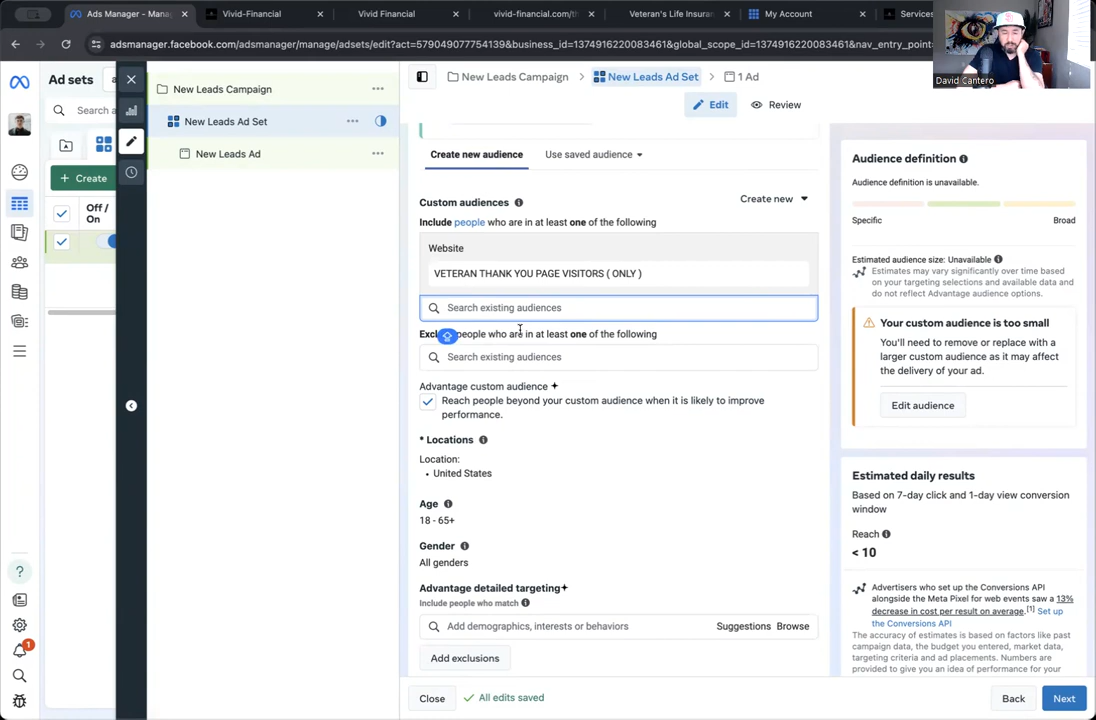 Ads Manager - Mana
Vivid-Financial
Vivid Financial
vivid-financial.com/th
Veteran's Life Insura
My Account
Services
adsmanager.facebook.com/adsmanager/manage/adsets/edit?act=579049077754139&business_id=1374916220083461&global_scope_id=1374916220083461&nav_entry_poin
David Cantero
Ad sets
Search a
Create
Off /
On
1
New Leads Campaign
New Leads Ad Set
New Leads Ad
New Leads Campaign
New Leads Ad Set
1 Ad
Edit
Review
Create new audience
Use saved audience
Custom audiences
Create new
Include people who are in at least one of the following
Website
VETERAN THANK YOU PAGE VISITORS ( ONLY )
Search existing audiences
people who are in at least one of the following
Search existing audiences
Advantage custom audience
Reach people beyond your custom audience when it is likely to improve
performance.
* Locations
Location:
• United States
Age
18 - 65+
Gender
All genders
Advantage detailed targeting
Include people who match
Add demographics, interests or behaviors
Suggestions
Browse
Add exclusions
Close
All edits saved
Back
Next
Audience definition
Audience definition is unavailable.
Specific
Broad
Estimated audience size: Unavailable
Estimates may vary significantly over time based
on your targeting selections and available data and
do not reflect Advantage audience options.
Your custom audience is too small
You'll need to remove or replace with a
larger custom audience as it may affect
the delivery of your ad.
Edit audience
Estimated daily results
Based on 7-day click and 1-day view conversion
window
Reach
< 10
Advertisers who set up the Conversions API
alongside the Meta Pixel for web events saw a 13%
decrease in cost per result on average.[1] Set up
the Conversions API
The accuracy of estimates is based on factors like past
campaign data, the budget you entered, market data,
targeting criteria and ad placements. Numbers are
provided to give you an idea of performance for your